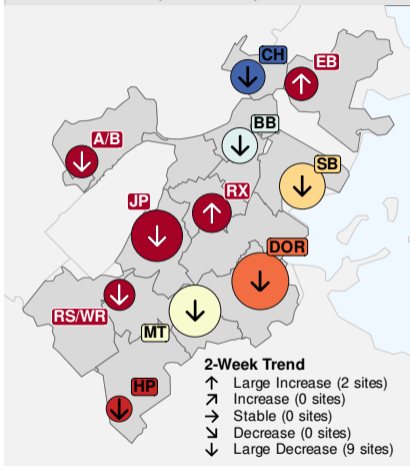 CH
EB
BB
A/B
SB
RX
JP
DOR
RS/WR
MT
HP
2-Week Trend
↑ Large Increase (2 sites)
↗ Increase (0 sites)
→ Stable (0 sites)
↘ Decrease (0 sites)
↓ Large Decrease (9 sites)